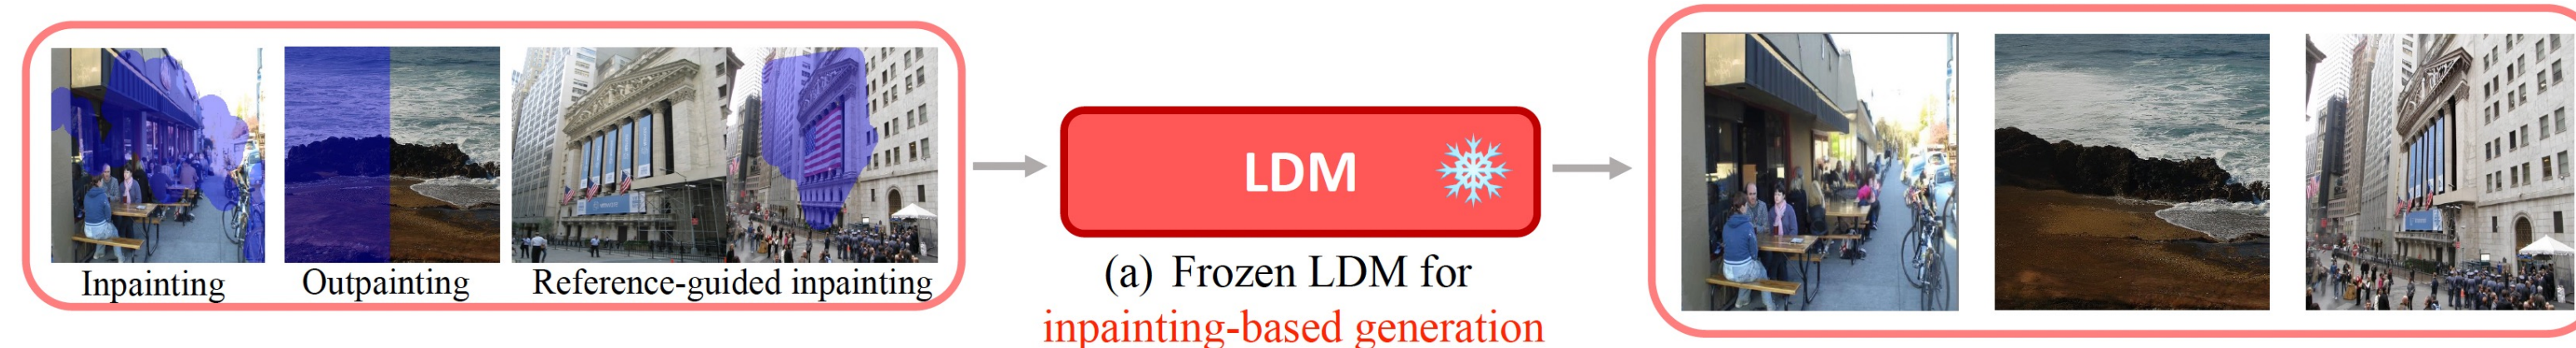 Inpainting
Outpainting
Reference-guided inpainting
LDM
(a) Frozen LDM for
inpainting-based generation